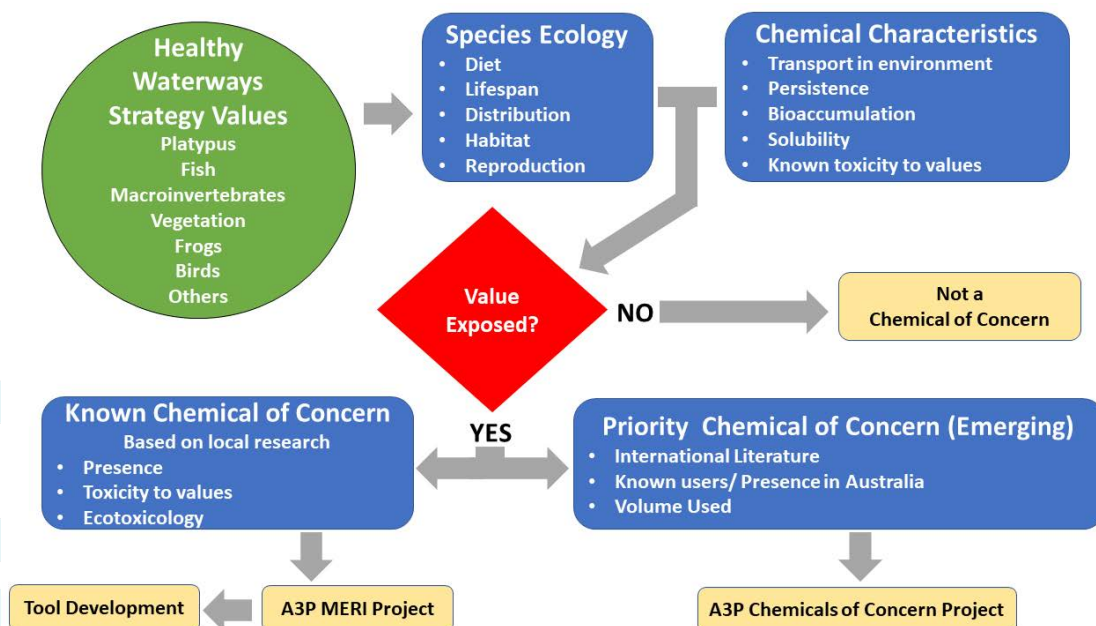 Healthy
Waterways
Strategy Values
Platypus
Fish
Macroinvertebrates
Vegetation
Frogs
Birds
Others
Species Ecology
• Diet
• Lifespan
• Distribution
• Habitat
• Reproduction
Chemical Characteristics
• Transport in environment
• Persistence
• Bioaccumulation
• Solubility
• Known toxicity to values
Value
Exposed?
NO
Not a
Chemical of Concern
YES
Known Chemical of Concern
Based on local research
• Presence
• Toxicity to values
• Ecotoxicology
Priority Chemical of Concern (Emerging)
• International Literature
• Known users/ Presence in Australia
• Volume Used
Tool Development
A3P MERI Project
A3P Chemicals of Concern Project